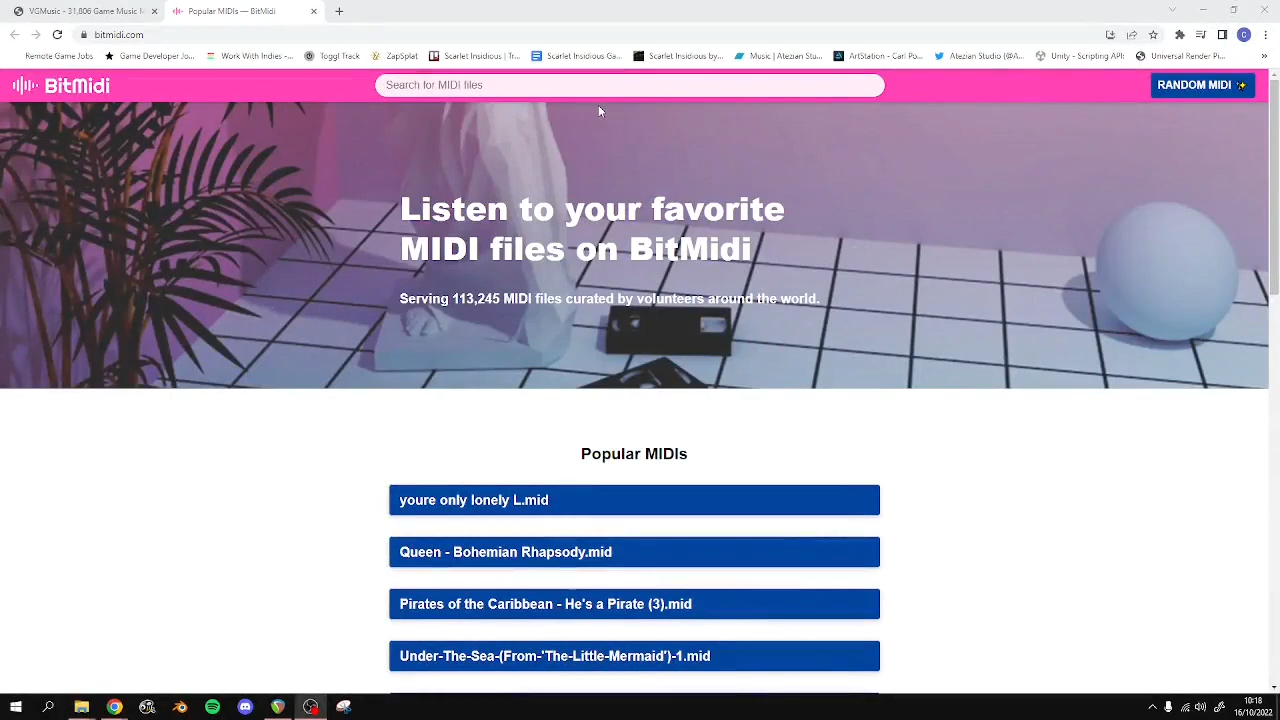 VGMusic - 31,806 Game Music M
Popular MIDIs — BitMidi
bitmidi.com
C
Remote Game Jobs
Game Developer Jo...
Work With Indies -...
Toggl Track
ZapSplat
Scarlet Insidious | Tr...
Scarlet Insidious Ga...
Scarlet Insidious by...
Music | Atezian Stu...
ArtStation - Carl Po...
Atezian Studio (@A...
Unity - Scripting API:
Universal Render Pi...
»
BitMidi
Search for MIDI files
RANDOM MIDI ✨
Listen to your favorite
MIDI files on BitMidi
Serving 113,245 MIDI files curated by volunteers around the world.
Popular MIDIs
youre only lonely L.mid
Queen - Bohemian Rhapsody.mid
Pirates of the Caribbean - He's a Pirate (3).mid
Under-The-Sea-(From-'The-Little-Mermaid')-1.mid
10:18
16/10/2022